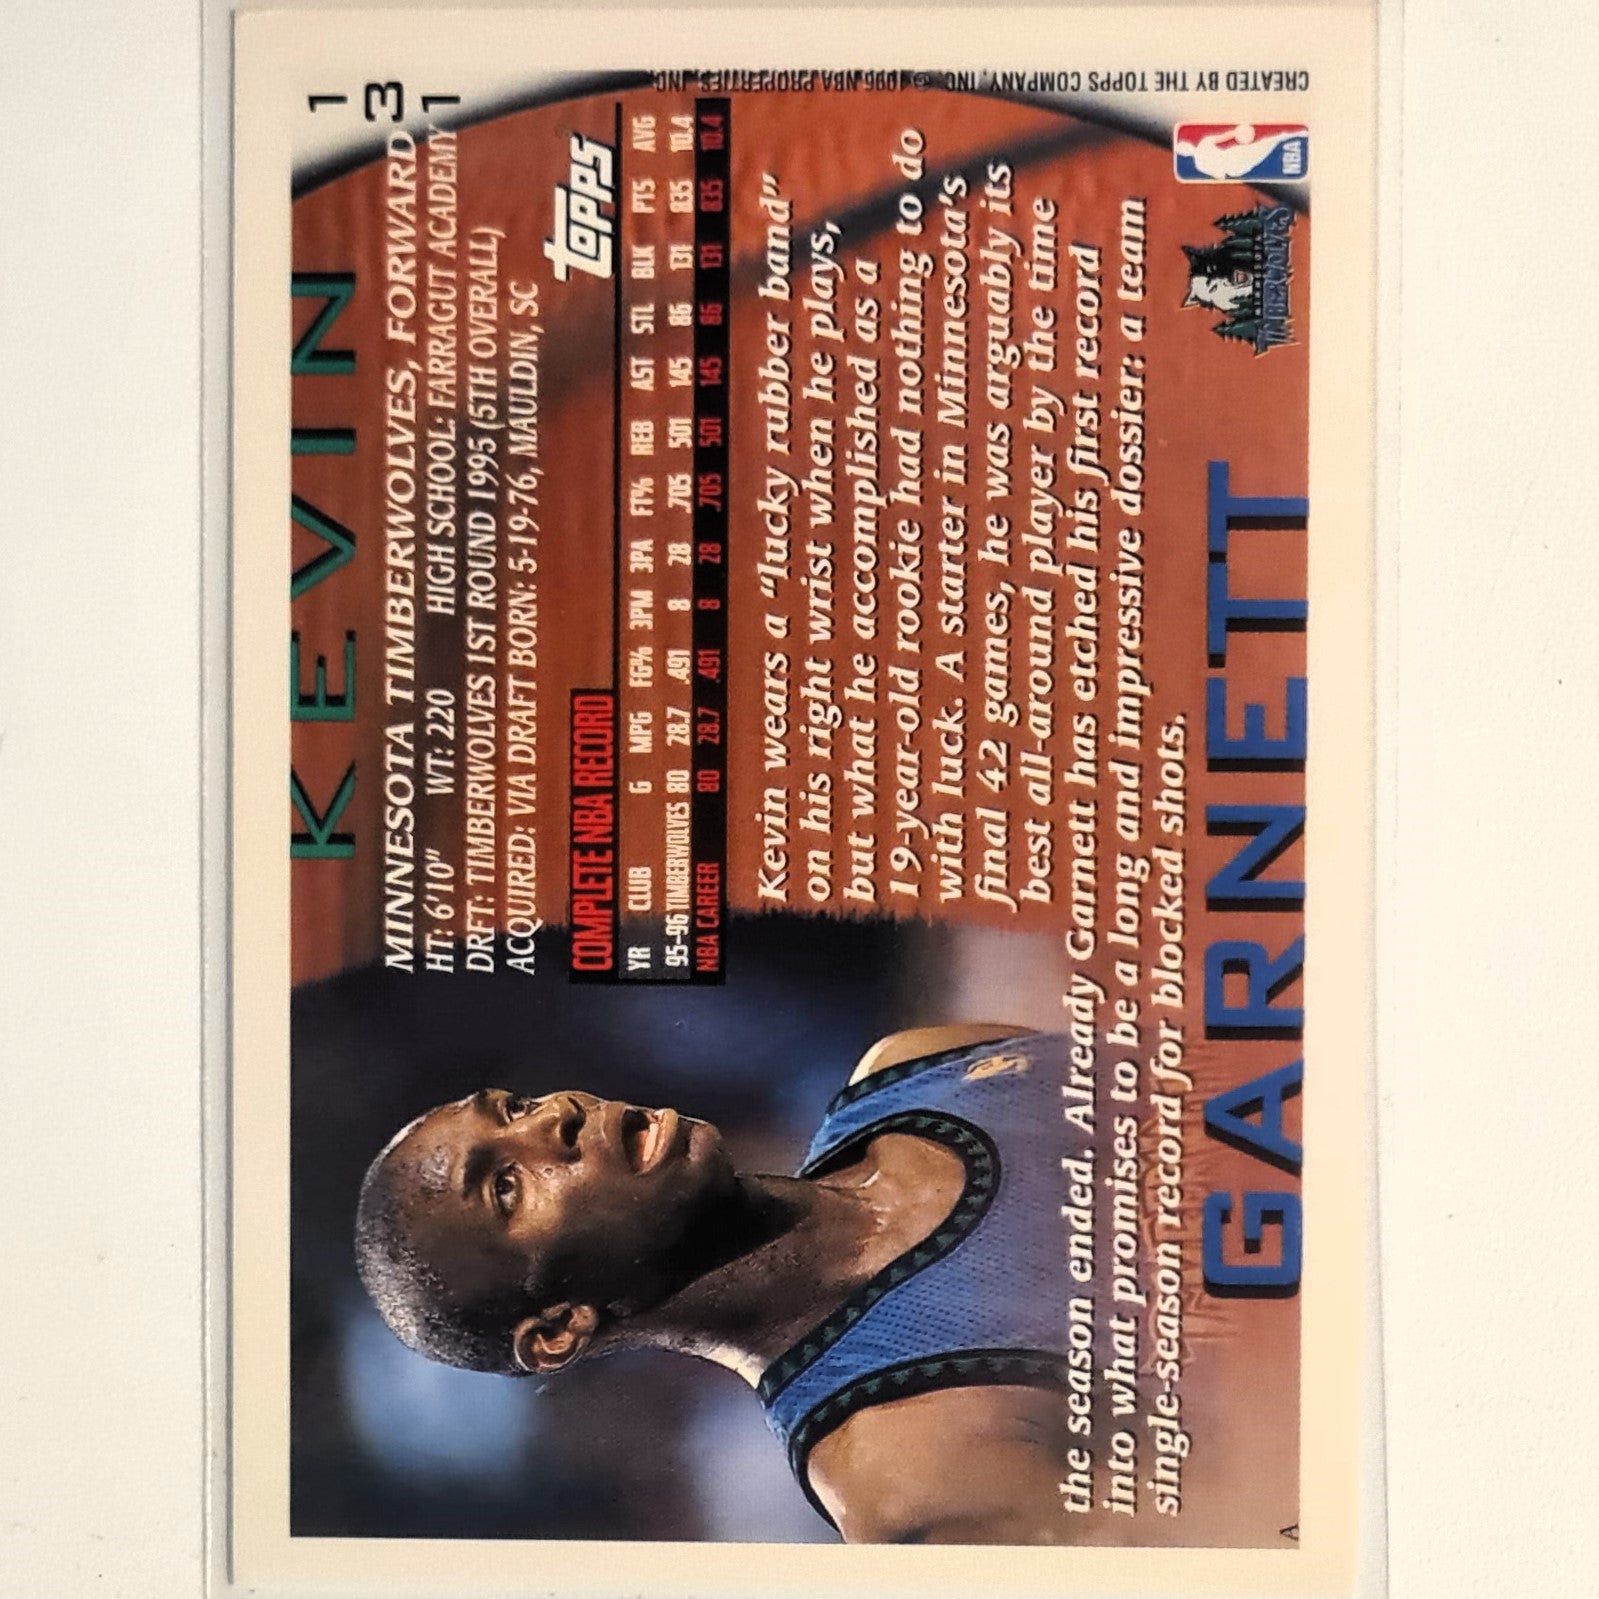 131
KEVIN
MINNESOTA TIMBERWOLVES, FORWARD
HT: 6'10" WT: 220 HIGH SCHOOL: FARRAGUT ACADEMY
DRFT: TIMBERWOLVES 1ST ROUND 1995 (5TH OVERALL)
ACQUIRED: VIA DRAFT BORN: 5-19-76, MAULDIN, SC
topps
COMPLETE NBA RECORD
YR CLUB G MPG FG% 3PM 3PA FT% REB AST STL BLK PTS AVG
95-96 TIMBERWOLVES 80 28.7 .491 8 28 .705 501 145 86 131 835 10.4
NBA CAREER 80 28.7 .491 8 28 .705 501 145 86 131 835 10.4
Kevin wears a "lucky rubber band"
on his right wrist when he plays,
but what he accomplished as a
19-year-old rookie had nothing to do
with luck. A starter in Minnesota's
final 42 games, he was arguably its
best all-around player by the time
the season ended. Already Garnett has etched his first record
into what promises to be a long and impressive dossier: a team
single-season record for blocked shots.
GARNETT
TIMBERWOLVES
NBA
CREATED BY THE TOPPS COMPANY, INC. © 1996 NBA PROPERTIES, INC.
A